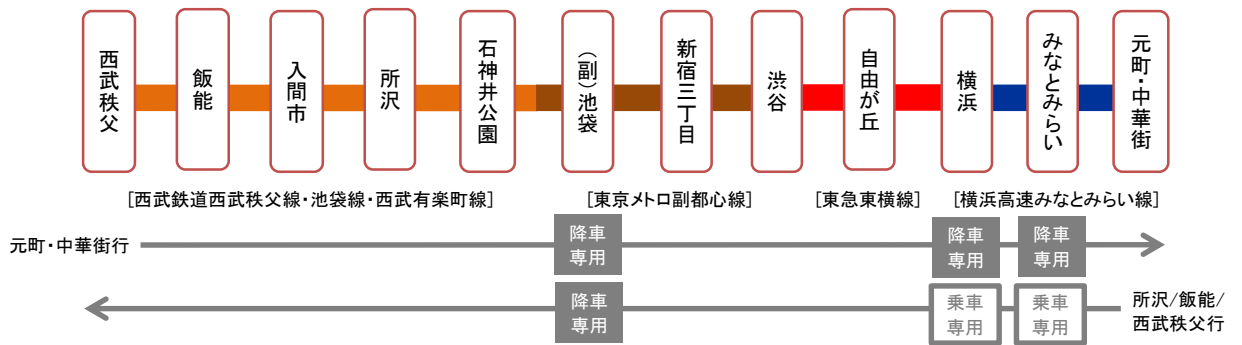 西武秩父
飯能
入間市
所沢
石神井公園
(副)池袋
新宿三丁目
渋谷
自由が丘
横浜
みなとみらい
元町・中華街
[西武鉄道西武秩父線・池袋線・西武有楽町線]
[東京メトロ副都心線]
[東急東横線]
[横浜高速みなとみらい線]
元町・中華街行
降車
専用
降車
専用
降車
専用
降車
専用
乗車
専用
乗車
専用
所沢/飯能/
西武秩父行